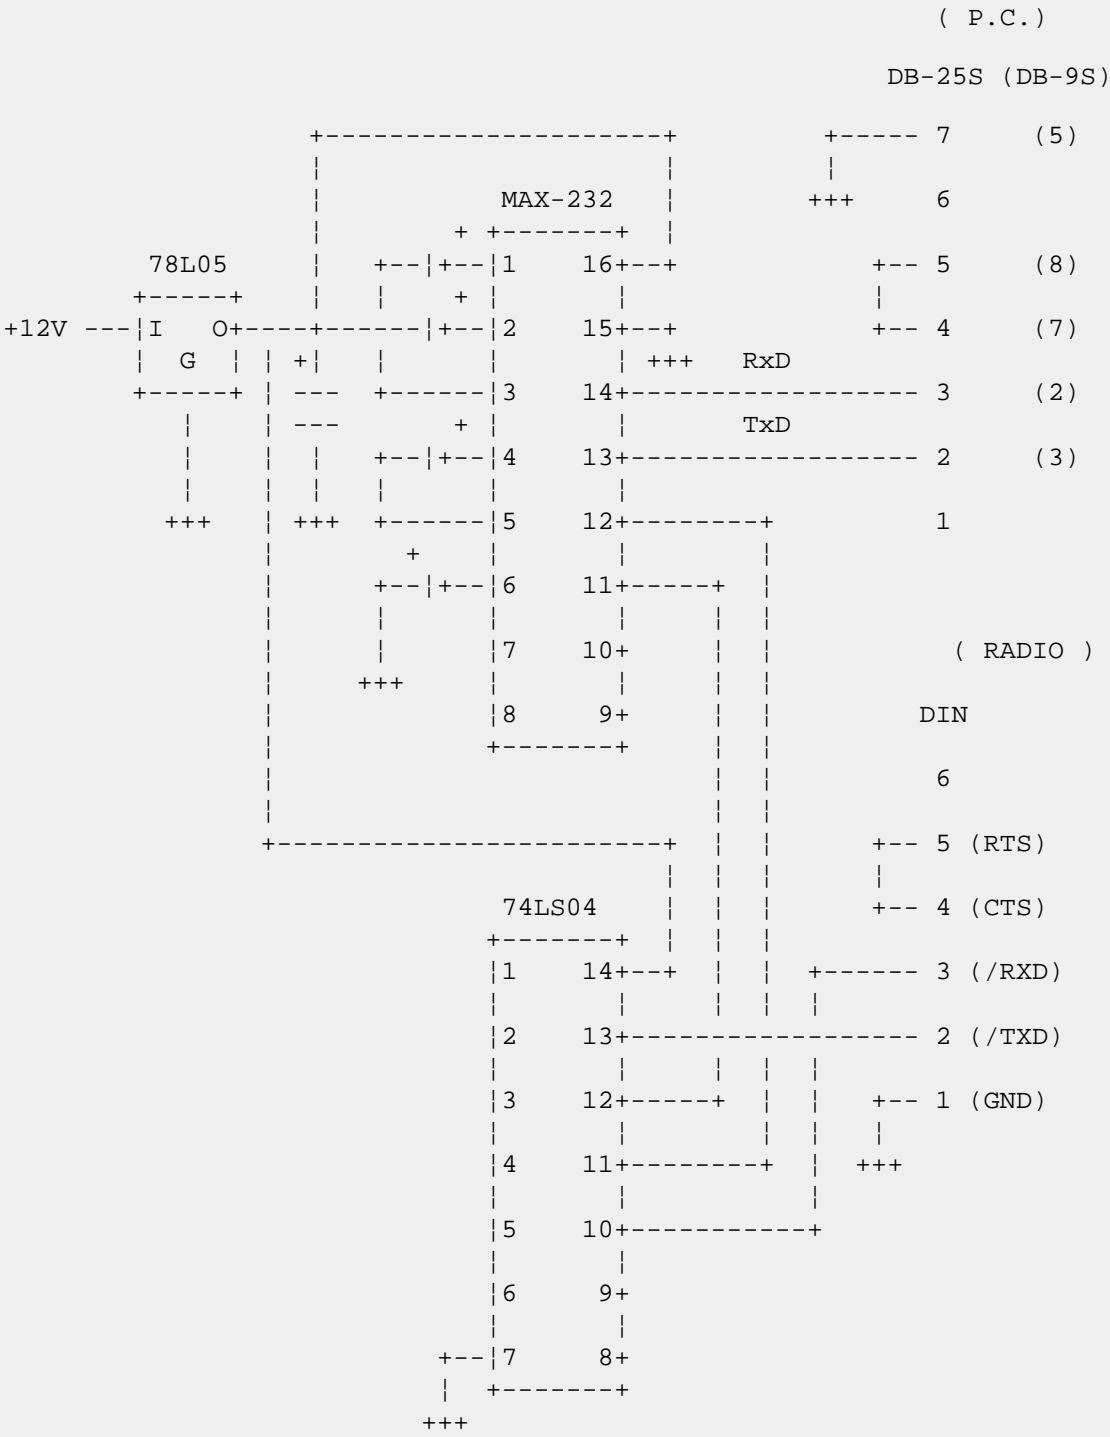 ( P.C.)
DB-25S (DB-9S)
7 (5)
MAX-232 +++ 6
78L05 1 16 5 (8)
+12V I O 2 15 4 (7)
G + +++ RxD
3 14 3 (2)
+ TxD
4 13 2 (3)
+++ +++ 5 12 1
+
6 11
7 10 ( RADIO )
+++
8 9 DIN
6
5 (RTS)
74LS04 4 (CTS)
1 14 3 (/RXD)
2 13 2 (/TXD)
3 12 1 (GND)
4 11 +++
5 10
6 9
7 8
+++